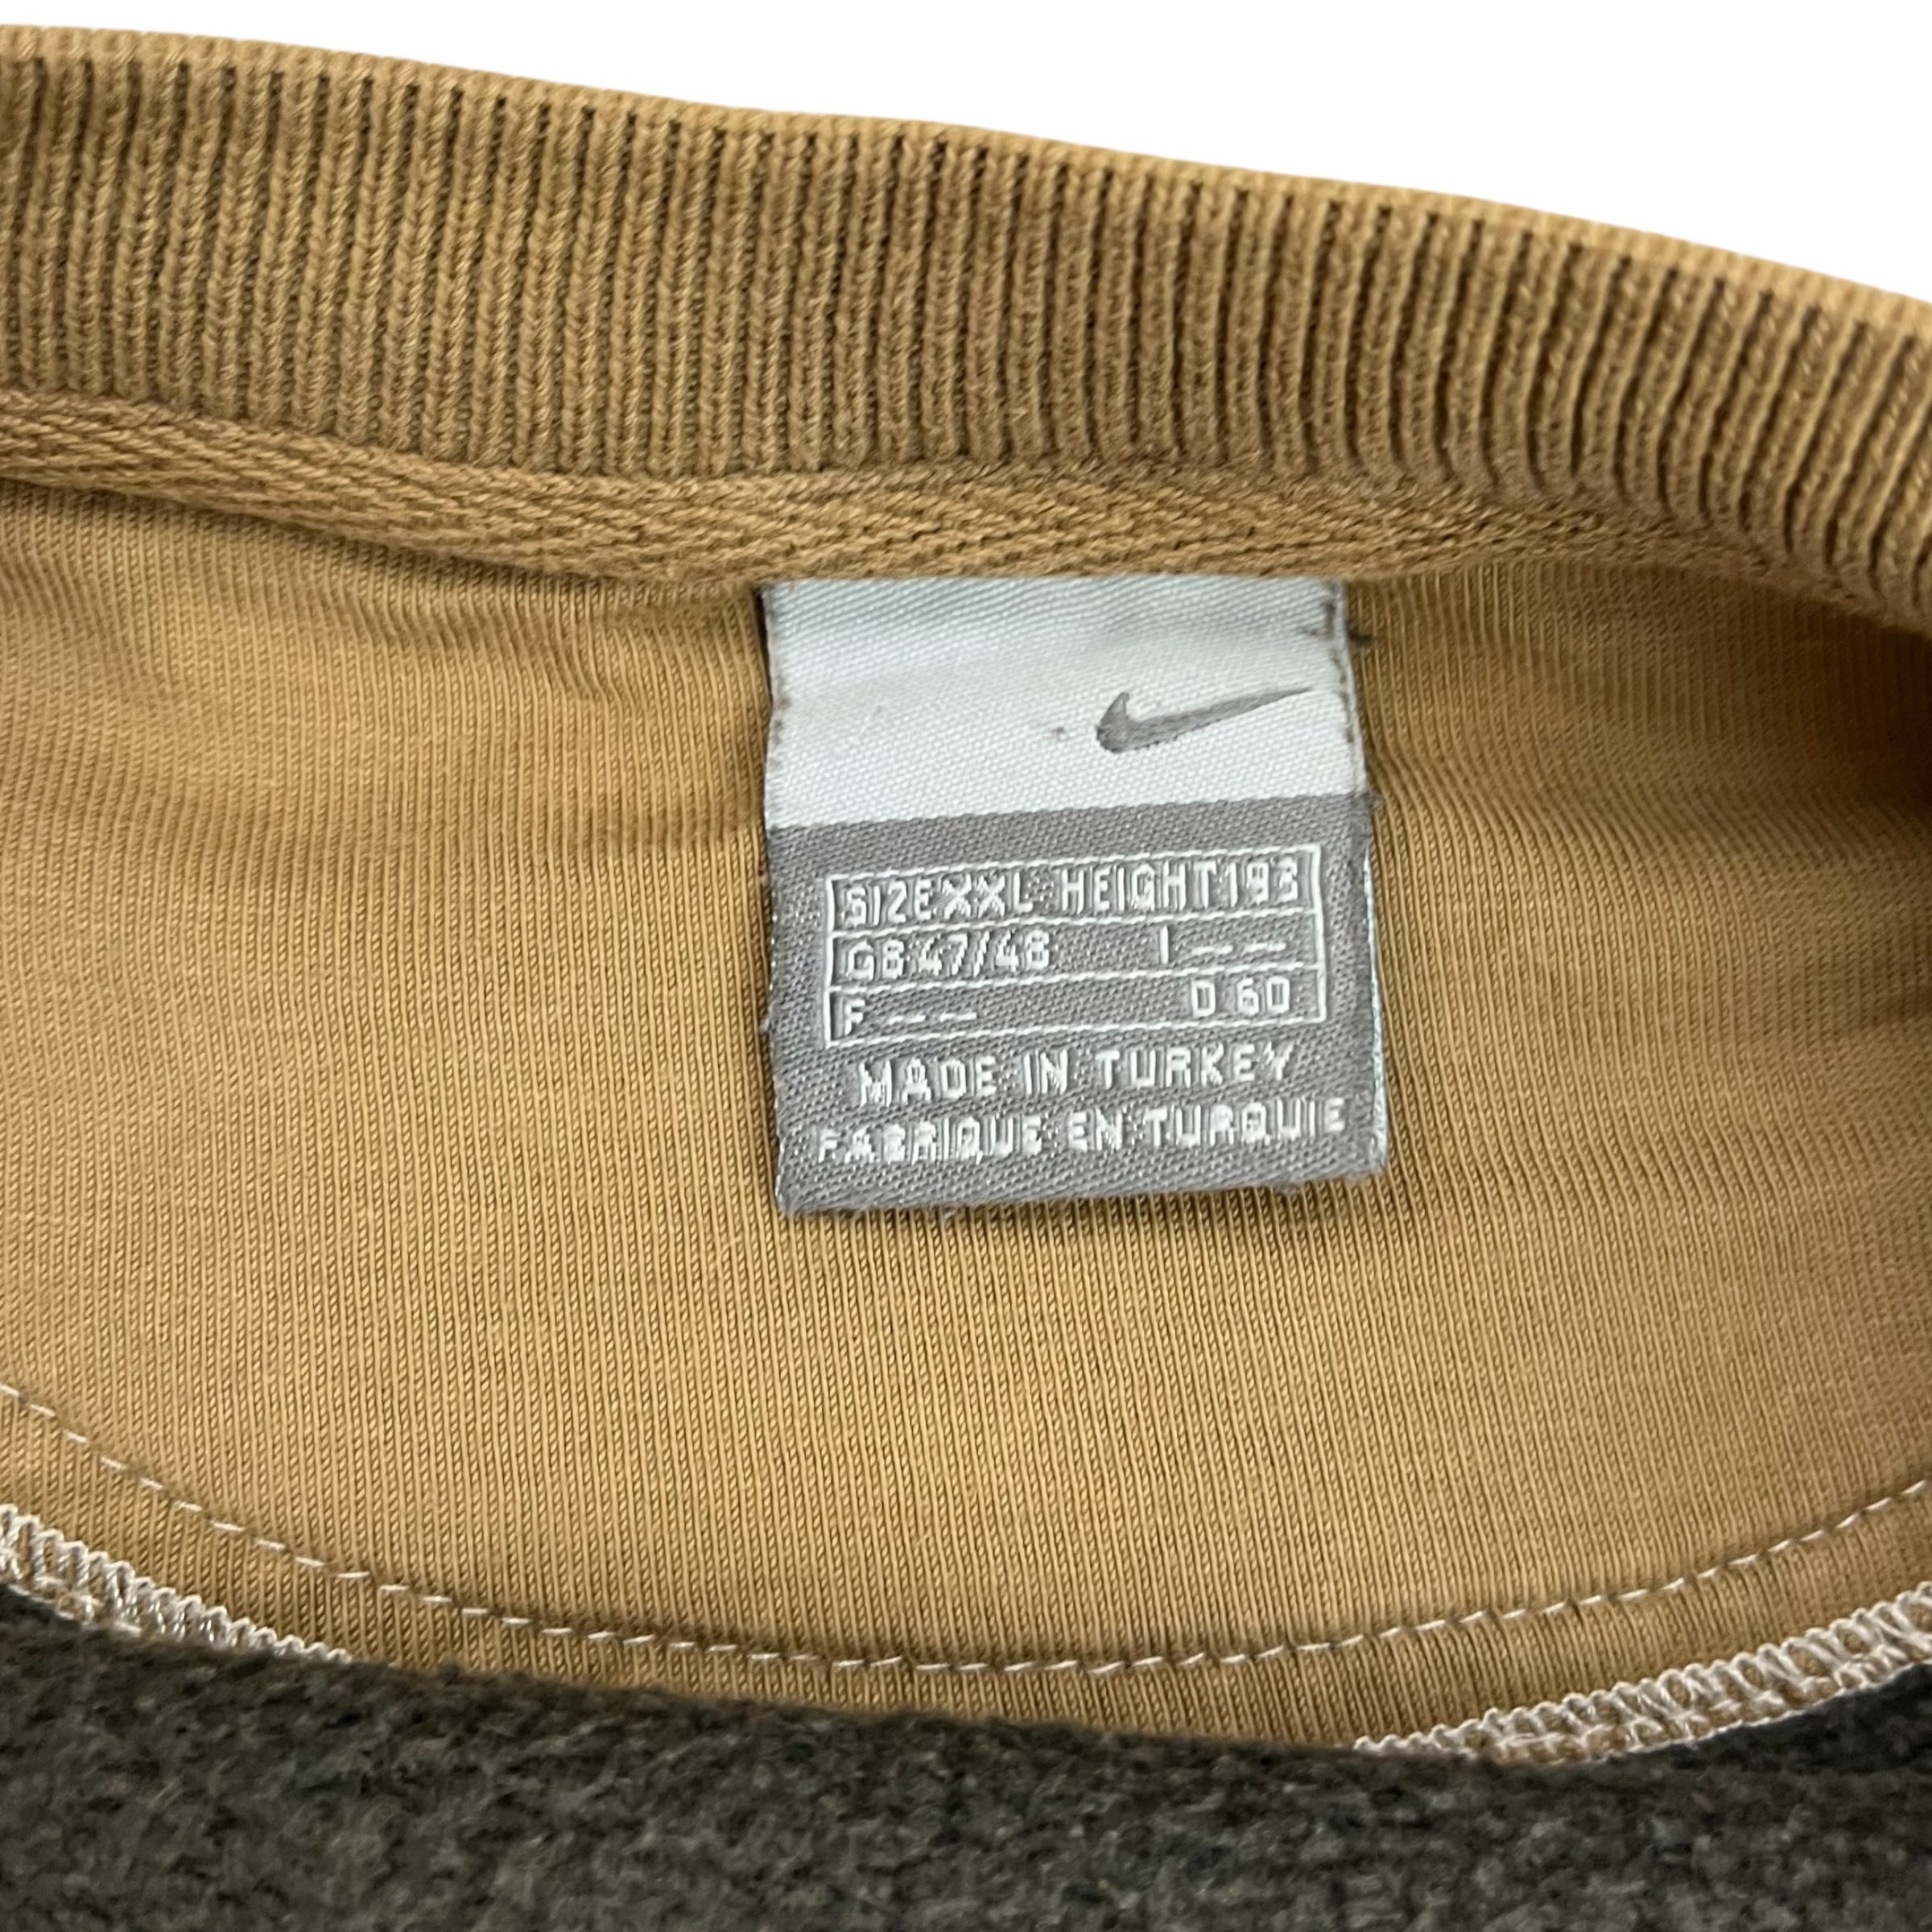 SIZE XXL HEIGHT 193
GB 47/48 I ---
F --- D 60
MADE IN TURKEY
FABRIQUE EN TURQUIE